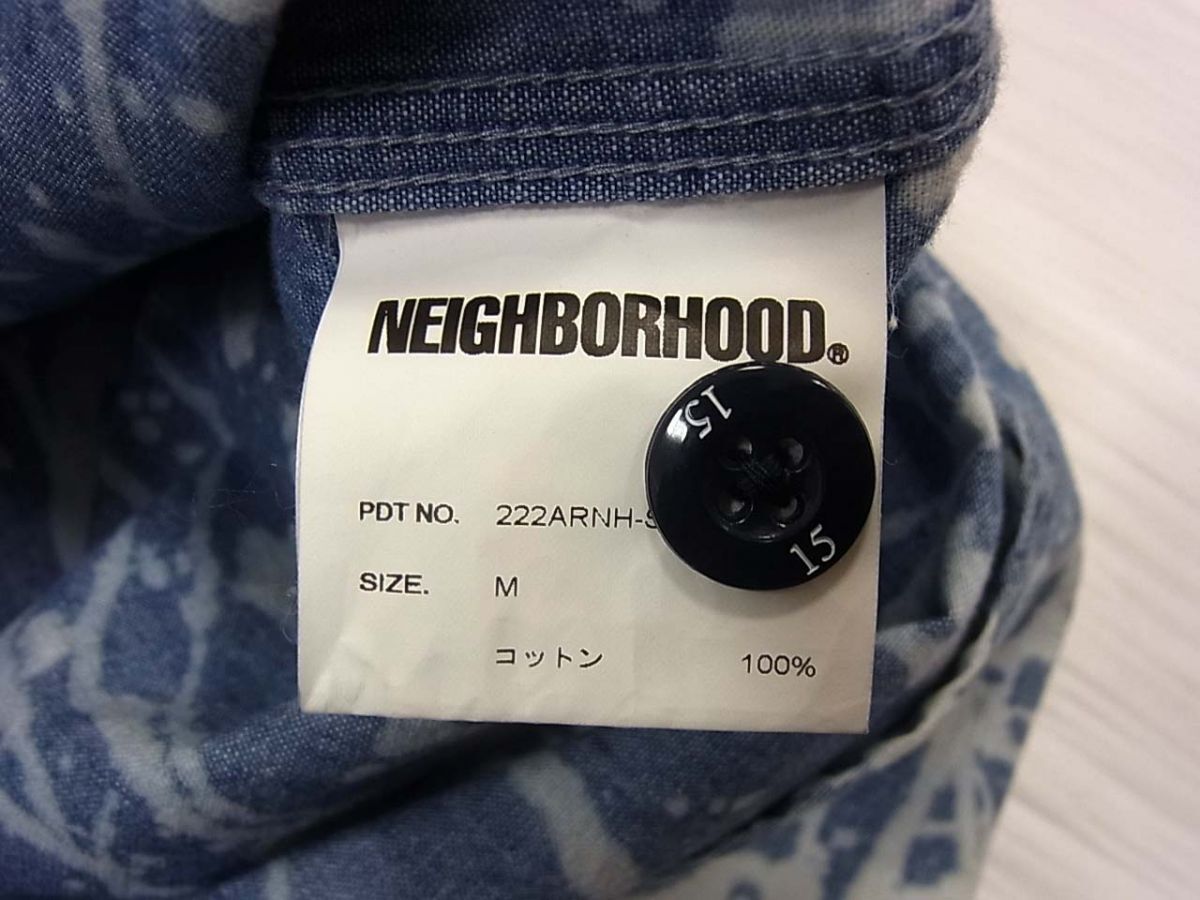 NEIGHBORHOOD®
15
PDT NO. 222ARNH-S
15
SIZE. M
コットン 100%